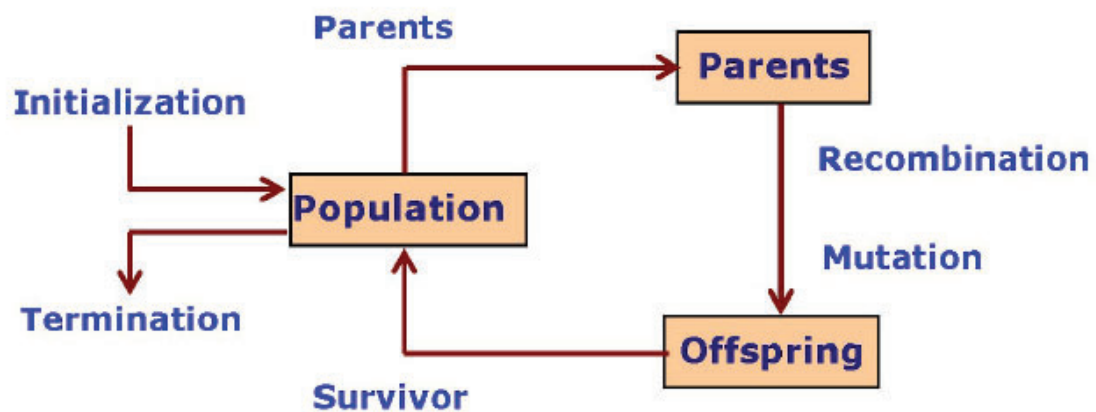 Parents
Parents
Initialization
Recombination
Population
Mutation
Termination
Offspring
Survivor